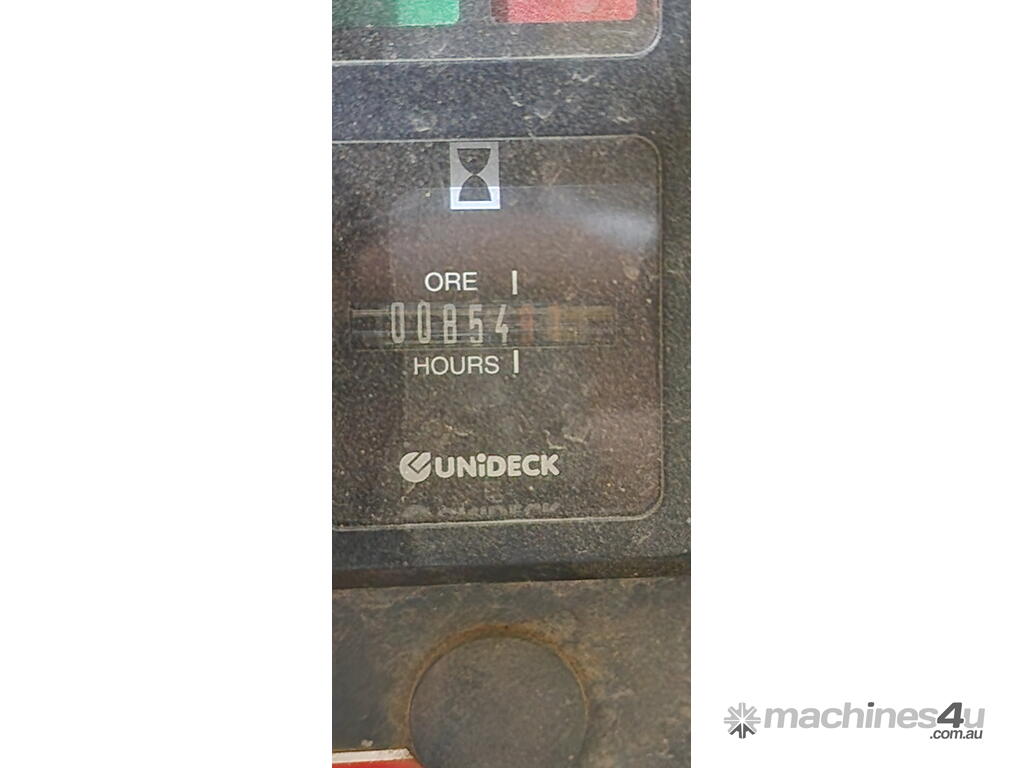 ORE
00854
HOURS
UNiDECK
machines4u
.com.au